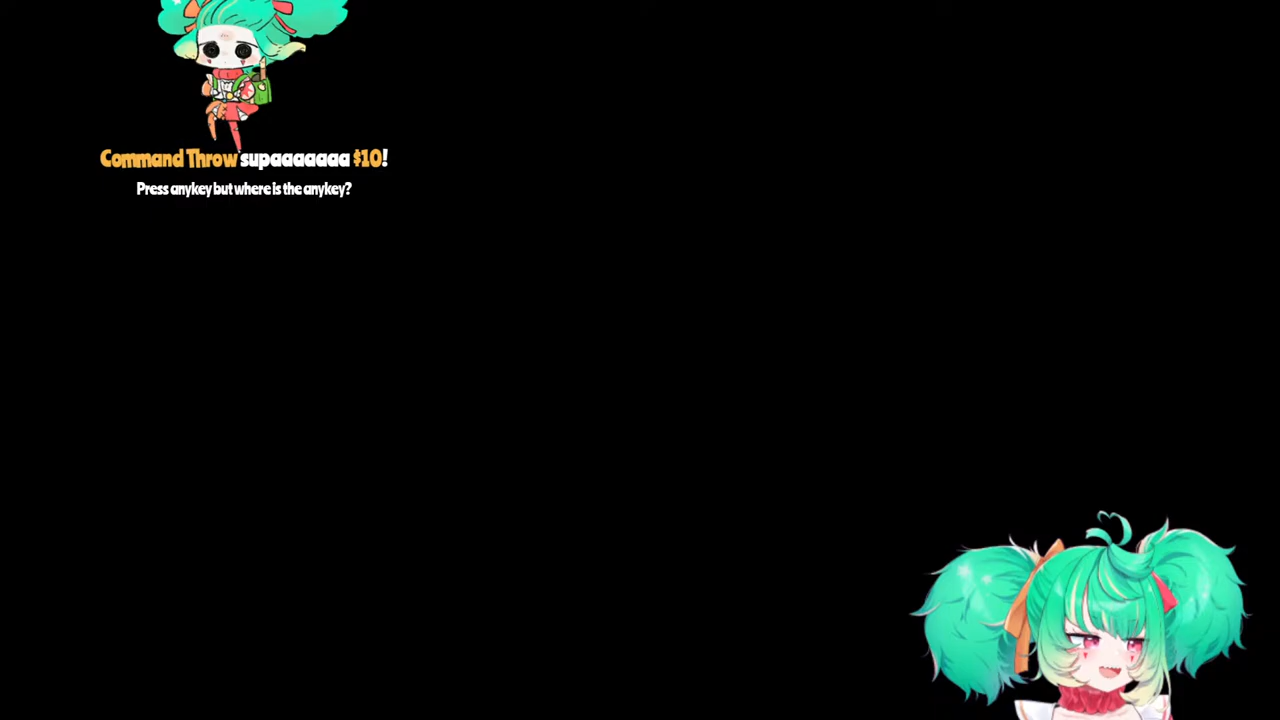 Command Throw supaaaaaaa $10!
Press anykey but where is the anykey?